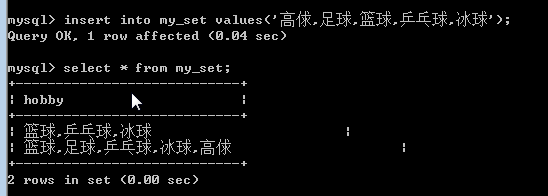 mysql> insert into my_set values('高俅,足球,篮球,乒乓球,冰球');
Query OK, 1 row affected (0.04 sec)
mysql> select * from my_set;
+-----------------------------+
| hobby                       |
+-----------------------------+
| 篮球,乒乓球,冰球                        |
| 篮球,足球,乒乓球,冰球,高俅                    |
+-----------------------------+
2 rows in set (0.00 sec)